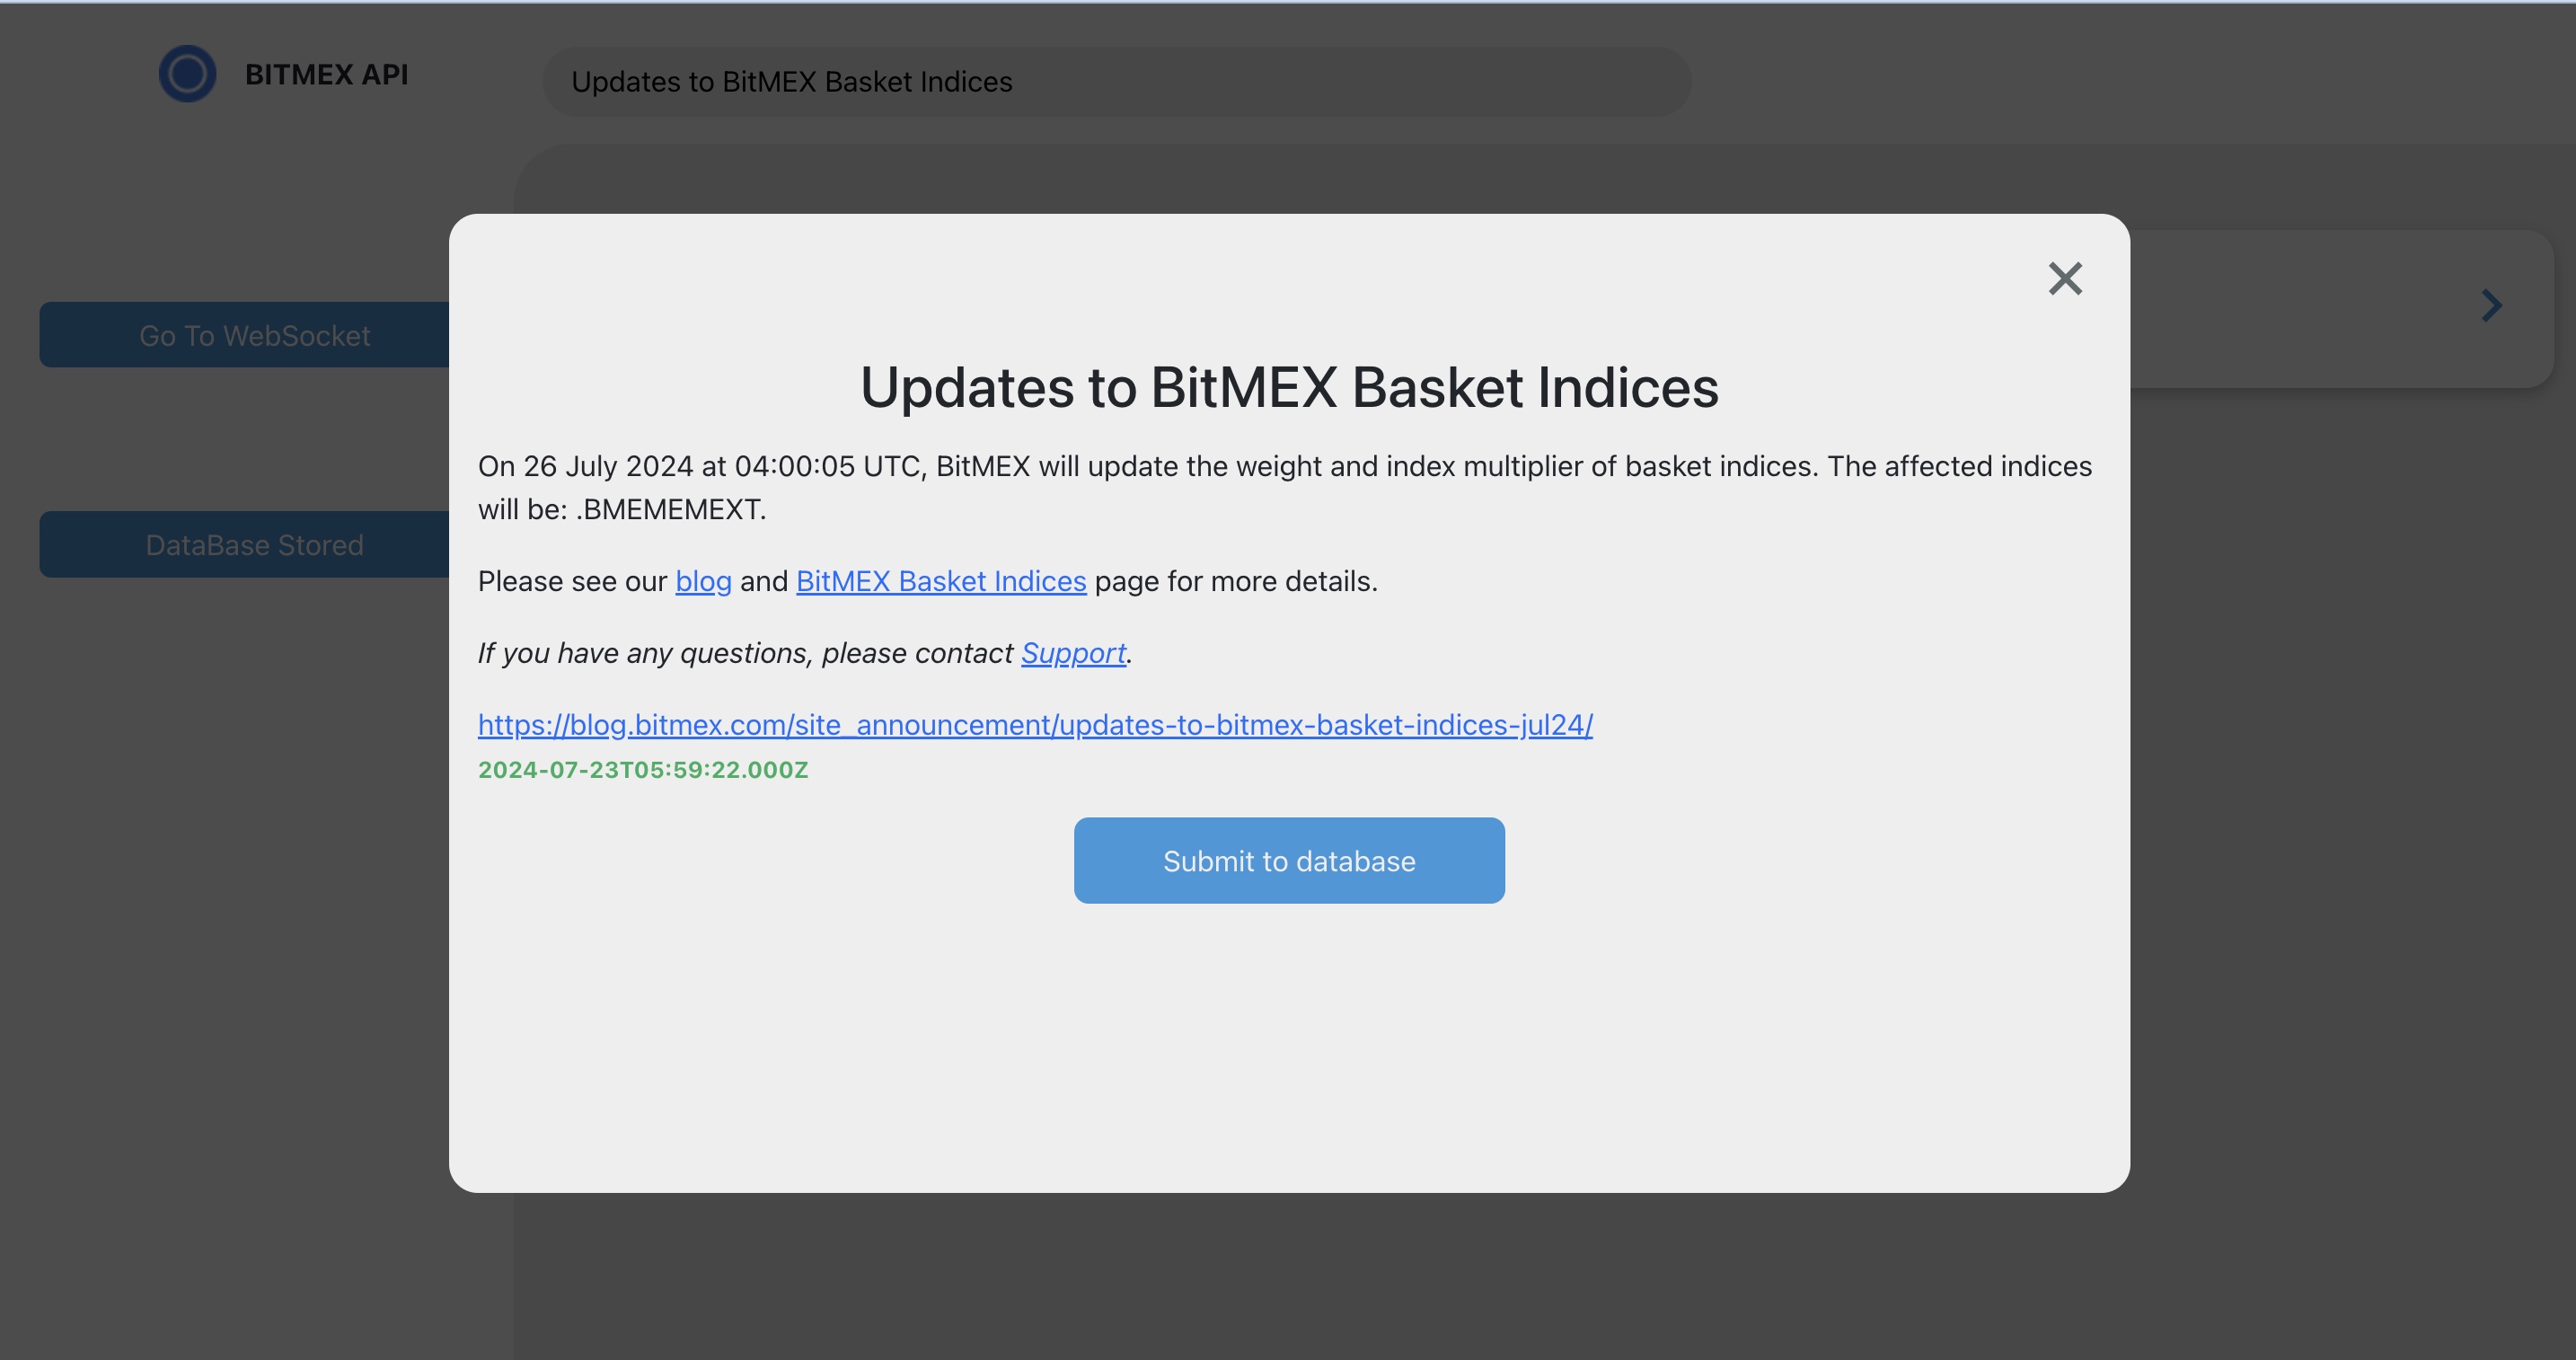 BITMEX API
Updates to BitMEX Basket Indices
Go To WebSocket
DataBase Stored
Updates to BitMEX Basket Indices
On 26 July 2024 at 04:00:05 UTC, BitMEX will update the weight and index multiplier of basket indices. The affected indices
will be: .BMEMEMEXT.
Please see our blog and BitMEX Basket Indices page for more details.
If you have any questions, please contact Support.
https://blog.bitmex.com/site_announcement/updates-to-bitmex-basket-indices-jul24/
2024-07-23T05:59:22.000Z
Submit to database